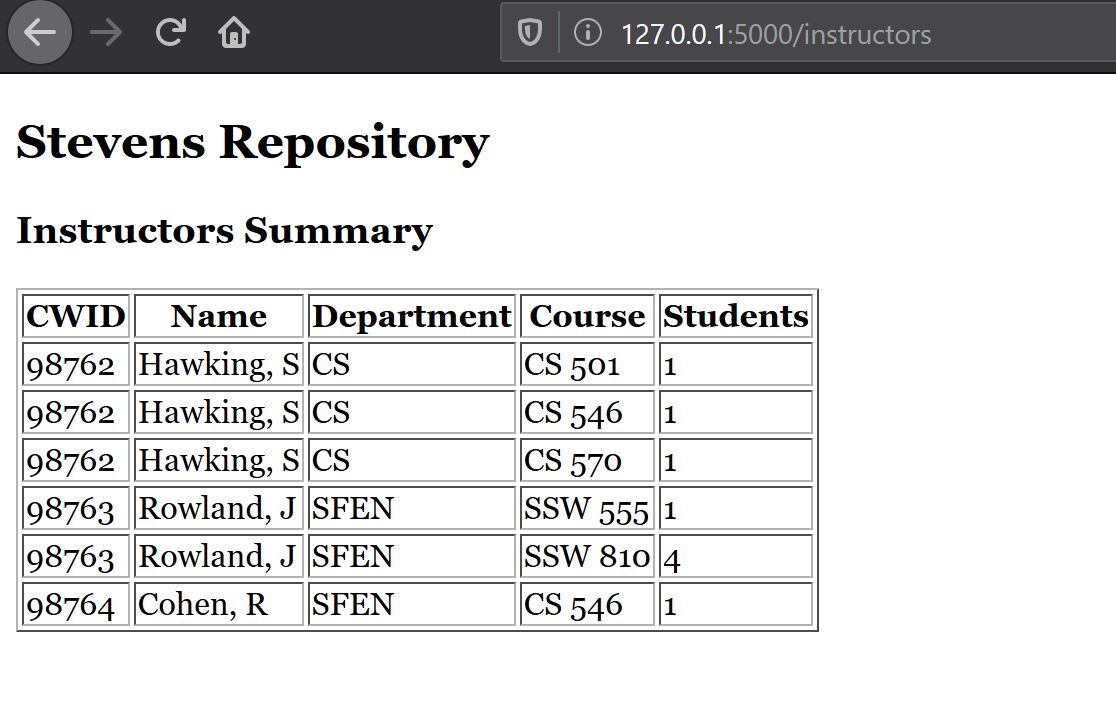 127.0.0.1:5000/instructors
Stevens Repository
Instructors Summary
CWID Name Department Course Students
98762 Hawking, S CS CS 501 1
98762 Hawking, S CS CS 546 1
98762 Hawking, S CS CS 570 1
98763 Rowland, J SFEN SSW 555 1
98763 Rowland, J SFEN SSW 810 4
98764 Cohen, R SFEN CS 546 1